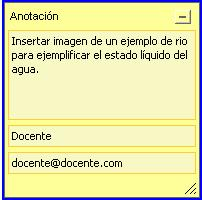 Anotación
Insertar imagen de un ejemplo de rio
para ejemplificar el estado líquido del
agua.
Docente
docente@docente.com